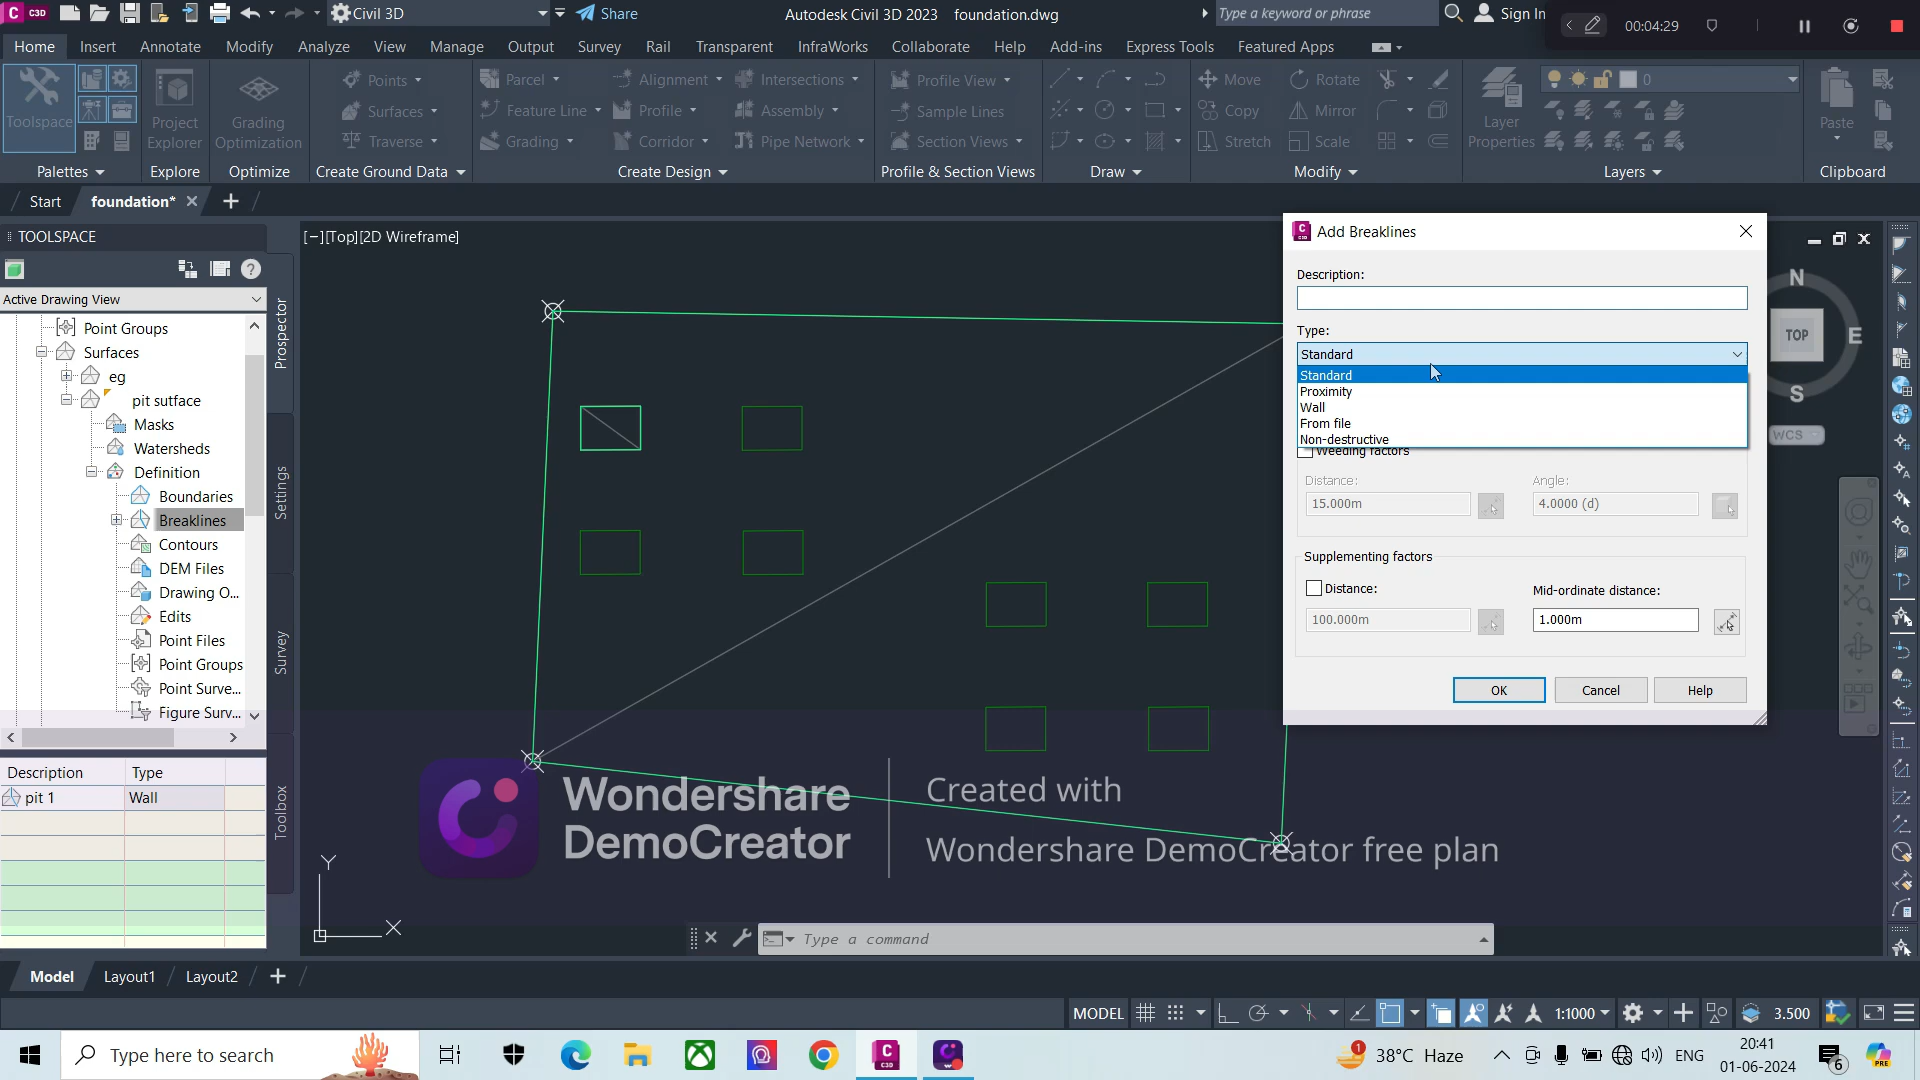 C3D
Civil 3D
Share
Autodesk Civil 3D 2023 foundation.dwg
Type a keyword or phrase
Sign In
00:04:29
Home Insert Annotate Modify Analyze View Manage Output Survey Rail Transparent InfraWorks Collaborate Help Add-ins Express Tools Featured Apps
Toolspace
Project
Explorer
Grading
Optimization
Points
Surfaces
Traverse
Parcel
Feature Line
Grading
Alignment
Profile
Corridor
Intersections
Assembly
Pipe Network
Profile View
Sample Lines
Section Views
Move
Copy
Stretch
Rotate
Mirror
Scale
Layer
Properties
0
Paste
Palettes Explore Optimize Create Ground Data Create Design Profile & Section Views Draw Modify Layers Clipboard
Start foundation*
TOOLSPACE
Active Drawing View
Point Groups
Surfaces
eg
pit sutface
Masks
Watersheds
Definition
Boundaries
Breaklines
Contours
DEM Files
Drawing O...
Edits
Point Files
Point Groups
Point Surve...
Figure Surv...
Prospector
Settings
Survey
Toolbox
Description Type
pit 1 Wall
[−][Top][2D Wireframe]
Add Breaklines
Description:
Type:
Standard
Standard
Proximity
Wall
From file
Non-destructive
Weeding factors
Distance: Angle:
15.000m 4.0000 (d)
Supplementing factors
Distance: Mid-ordinate distance:
100.000m 1.000m
OK Cancel Help
N
TOP
E
S
WCS
Wondershare
DemoCreator
Created with
Wondershare DemoCreator free plan
Y
X
Type a command
Model Layout1 Layout2
MODEL 1:1000 3.500
Type here to search
C3D
1
38°C Haze
ENG
20:41
01-06-2024
6
PRE